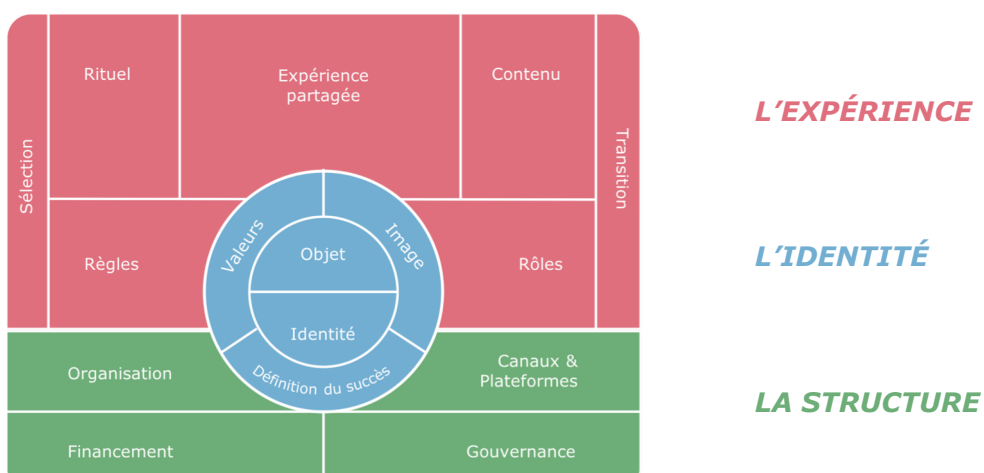 Sélection
Rituel
Expérience
partagée
Contenu
Transition
Règles
Valeurs
Image
Objet
Identité
Définition du succès
Rôles
Organisation
Canaux &
Plateformes
Financement
Gouvernance
L’EXPÉRIENCE
L’IDENTITÉ
LA STRUCTURE